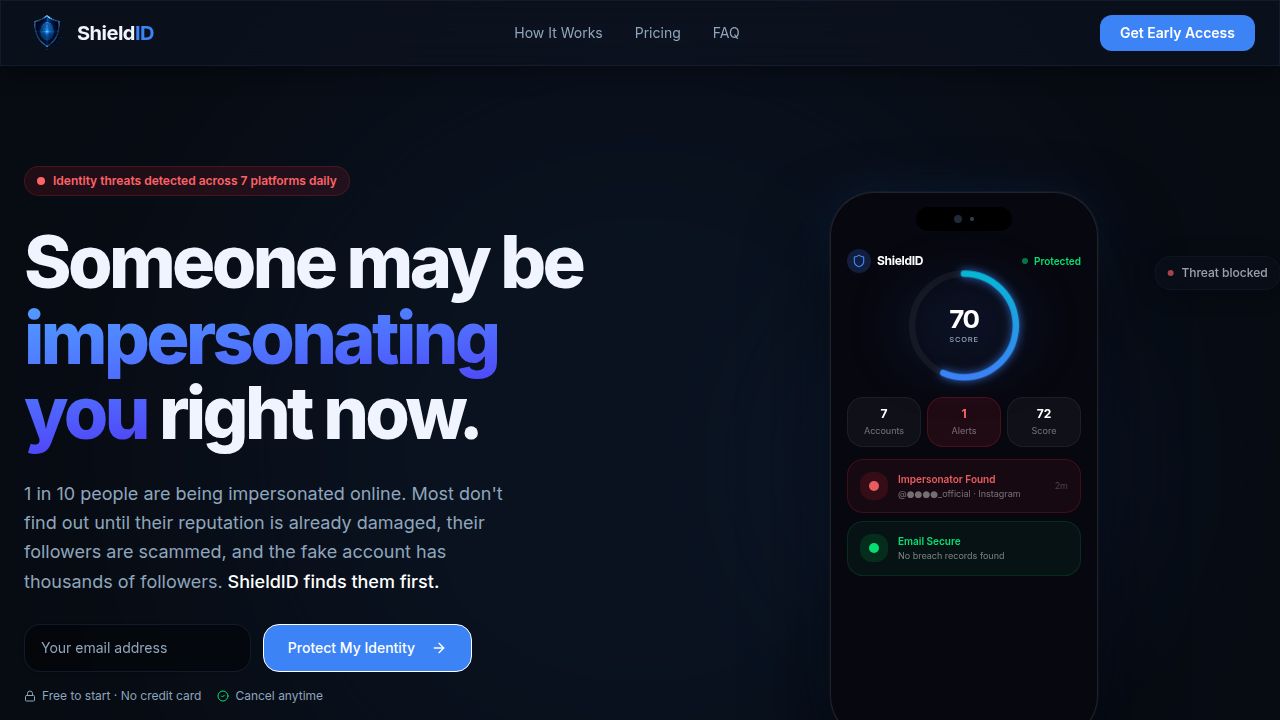 ShieldID
How It Works
Pricing
FAQ
Get Early Access
Identity threats detected across 7 platforms daily
Someone may be
impersonating
you right now.
1 in 10 people are being impersonated online. Most don't
find out until their reputation is already damaged, their
followers are scammed, and the fake account has
thousands of followers. ShieldID finds them first.
Your email address
Protect My Identity →
Free to start · No credit card
Cancel anytime
ShieldID
Protected
70
SCORE
7
Accounts
1
Alerts
72
Score
Impersonator Found
@●●●●_official · Instagram
2m
Email Secure
No breach records found
Threat blocked